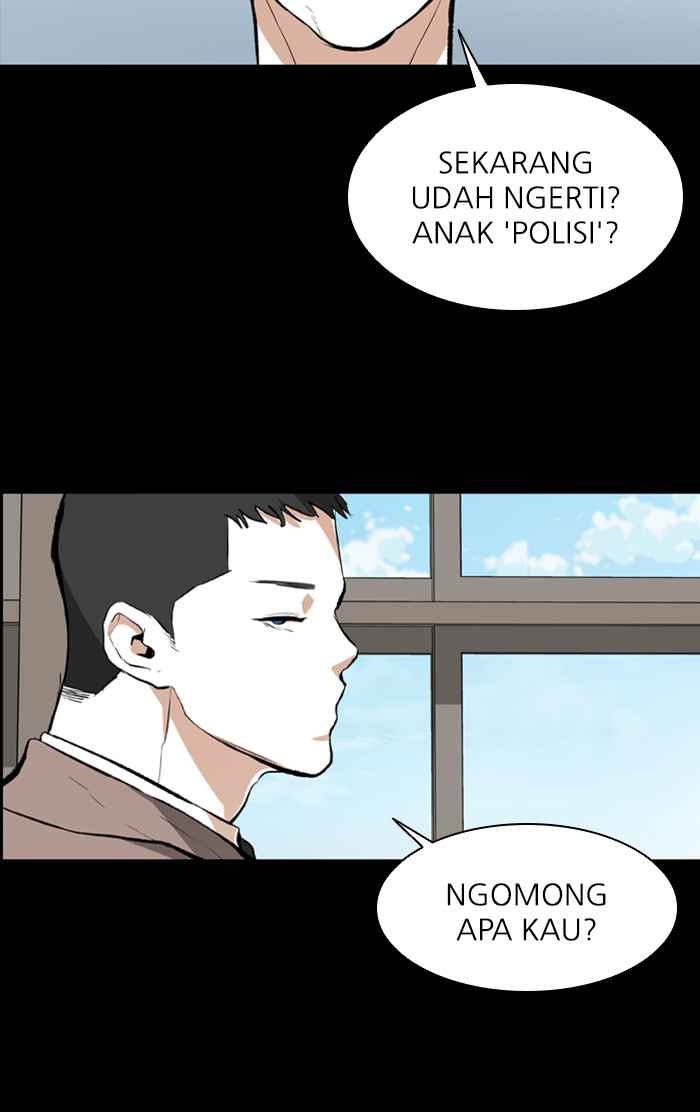 SEKARANG
UDAH NGERTI?
ANAK 'POLISI'?
NGOMONG
APA KAU?